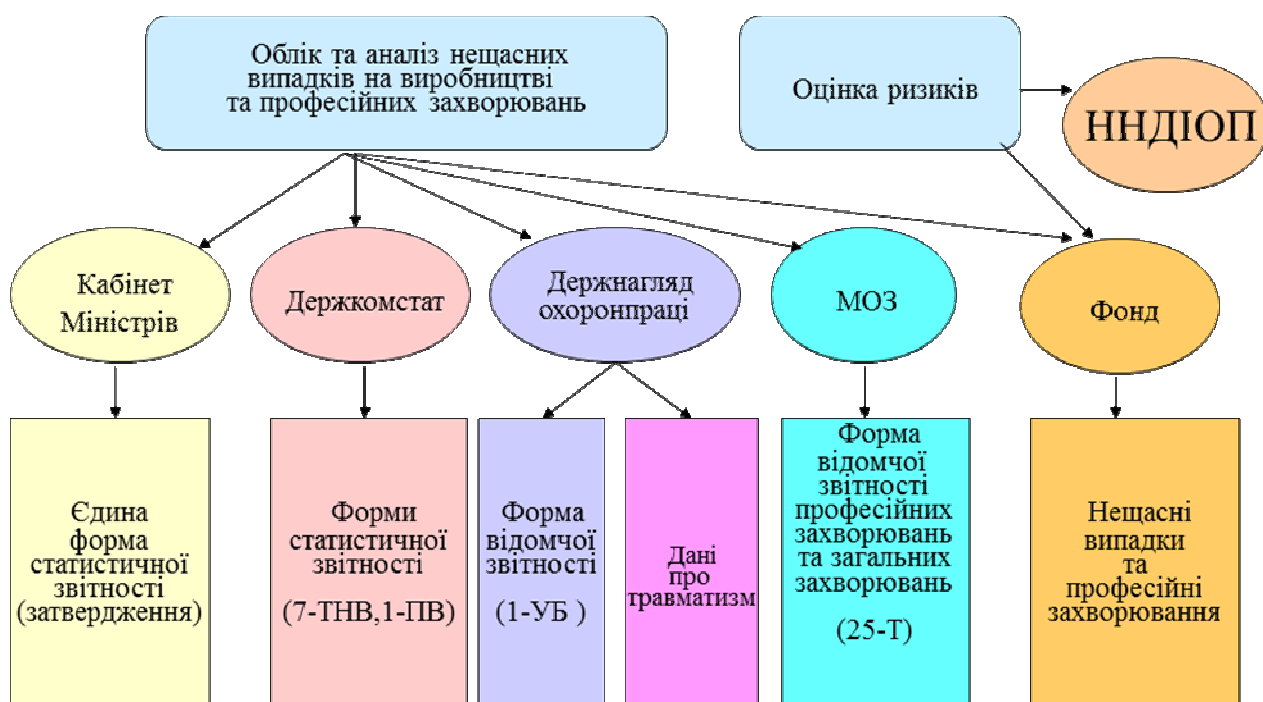 Облік та аналіз нещасних
випадків на виробництві
та професійних захворювань
Оцінка ризиків
ННДІОП
Кабінет
Міністрів
Держкомстат
Держнагляд
охоронпраці
МОЗ
Фонд
Єдина
форма
статистичної
звітності
(затвердження)
Форми
статистичної
звітності
(7-ТНВ,1-ПВ)
Форма
відомчої
звітності
(1-УБ )
Дані
про
травматизм
Форма
відомчої
звітності
професійних
захворювань
та загальних
захворювань
(25-Т)
Нещасні
випадки
та
професійні
захворювання